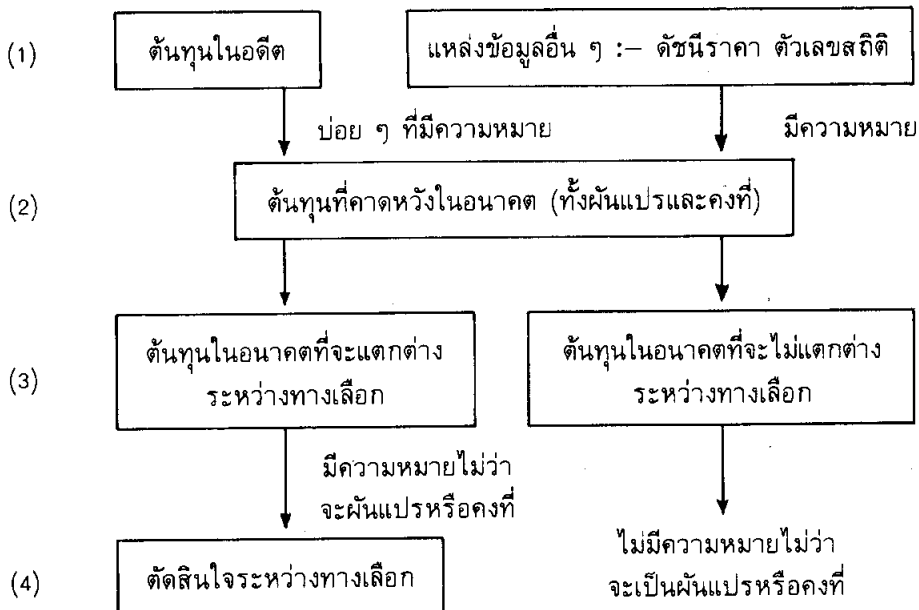 (1)
ต้นทุนในอดีต
แหล่งข้อมูลอื่น ๆ :– ดัชนีราคา ตัวเลขสถิติ
บ่อย ๆ ที่มีความหมาย
มีความหมาย
(2)
ต้นทุนที่คาดหวังในอนาคต (ทั้งผันแปรและคงที่)
(3)
ต้นทุนในอนาคตที่จะแตกต่าง
ระหว่างทางเลือก
ต้นทุนในอนาคตที่จะไม่แตกต่าง
ระหว่างทางเลือก
มีความหมายไม่ว่า
จะผันแปรหรือคงที่
(4)
ตัดสินใจระหว่างทางเลือก
ไม่มีความหมายไม่ว่า
จะเป็นผันแปรหรือคงที่